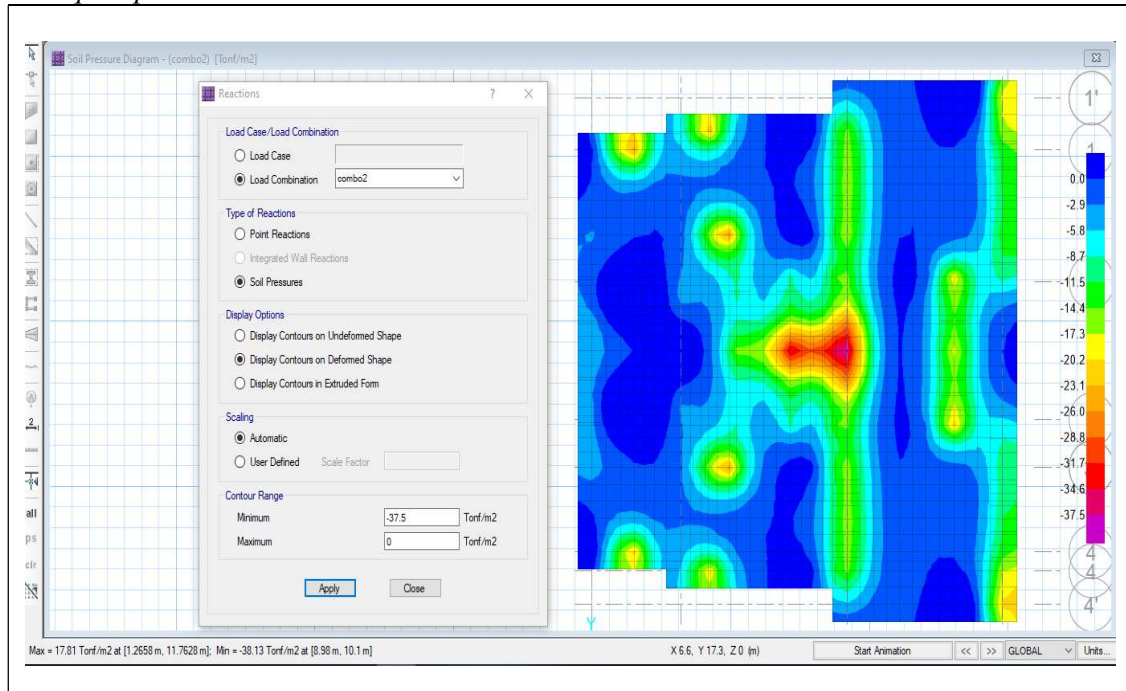 Soil Pressure Diagram - (combo2) [Tonf/m2]
Reactions ? X
Load Case/Load Combination
Load Case
Load Combination combo2
Type of Reactions
Point Reactions
Integrated Wall Reactions
Soil Pressures
Display Options
Display Contours on Undeformed Shape
Display Contours on Deformed Shape
Display Contours in Extruded Form
Scaling
Automatic
User Defined Scale Factor
Contour Range
Minimum -37.5 Tonf/m2
Maximum 0 Tonf/m2
Apply Close
2
all
ps
clr
1'
1
0.0
-2.9
-5.8
-8.7
-11.5
-14.4
-17.3
-20.2
-23.1
-26.0
-28.8
-31.7
-34.6
-37.5
4
4
4'
Y
Max = 17.81 Tonf/m2 at [1.2658 m, 11.7628 m]; Min = -38.13 Tonf/m2 at [8.98 m, 10.1 m]
X 6.6, Y 17.3, Z 0 (m)
Start Animation << >> GLOBAL Units...